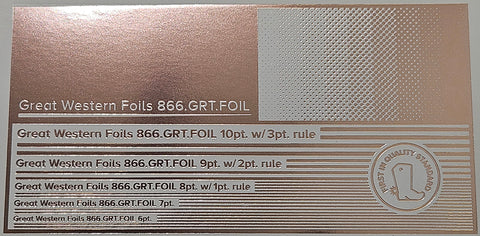 Great Western Foils 866.GRT.FOIL
Great Western Foils 866.GRT.FOIL 10pt. w/3pt. rule
Great Western Foils 866.GRT.FOIL 9pt. w/2pt. rule
Great Western Foils 866.GRT.FOIL 8pt. w/1pt. rule
Great Western Foils 866.GRT.FOIL 7pt.
Great Western Foils 866.GRT.FOIL 6pt.
FIRST IN QUALITY STANDARD